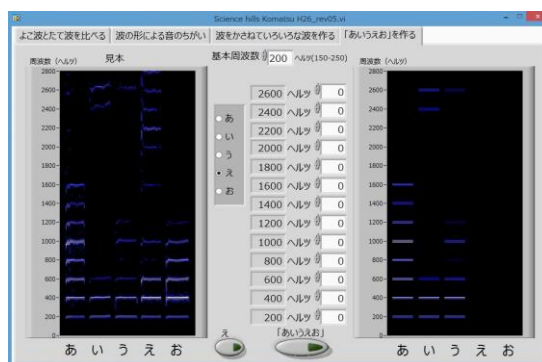 Science hills Komatsu H26_rev05.vi
よこ波とたて波を比べる 波の形による音のちがい 波をかさねていろいろな波を作る 「あいうえお」を作る
周波数 (ヘルツ) 見本
基本周波数 200 ヘルツ(150-250)
周波数 (ヘルツ)
2800
2600
2400
2200
2000
1800
1600
1400
1200
1000
800
600
400
200
0
あ い う え お
あ
い
う
え
お
2600 ヘルツ 0
2400 ヘルツ 0
2200 ヘルツ 0
2000 ヘルツ 0
1800 ヘルツ 0
1600 ヘルツ 0
1400 ヘルツ 0
1200 ヘルツ 0
1000 ヘルツ 0
800 ヘルツ 0
600 ヘルツ 0
400 ヘルツ 0
200 ヘルツ 0
え 「あいうえお」
2800
2600
2400
2200
2000
1800
1600
1400
1200
1000
800
600
400
200
0
あ い う え お